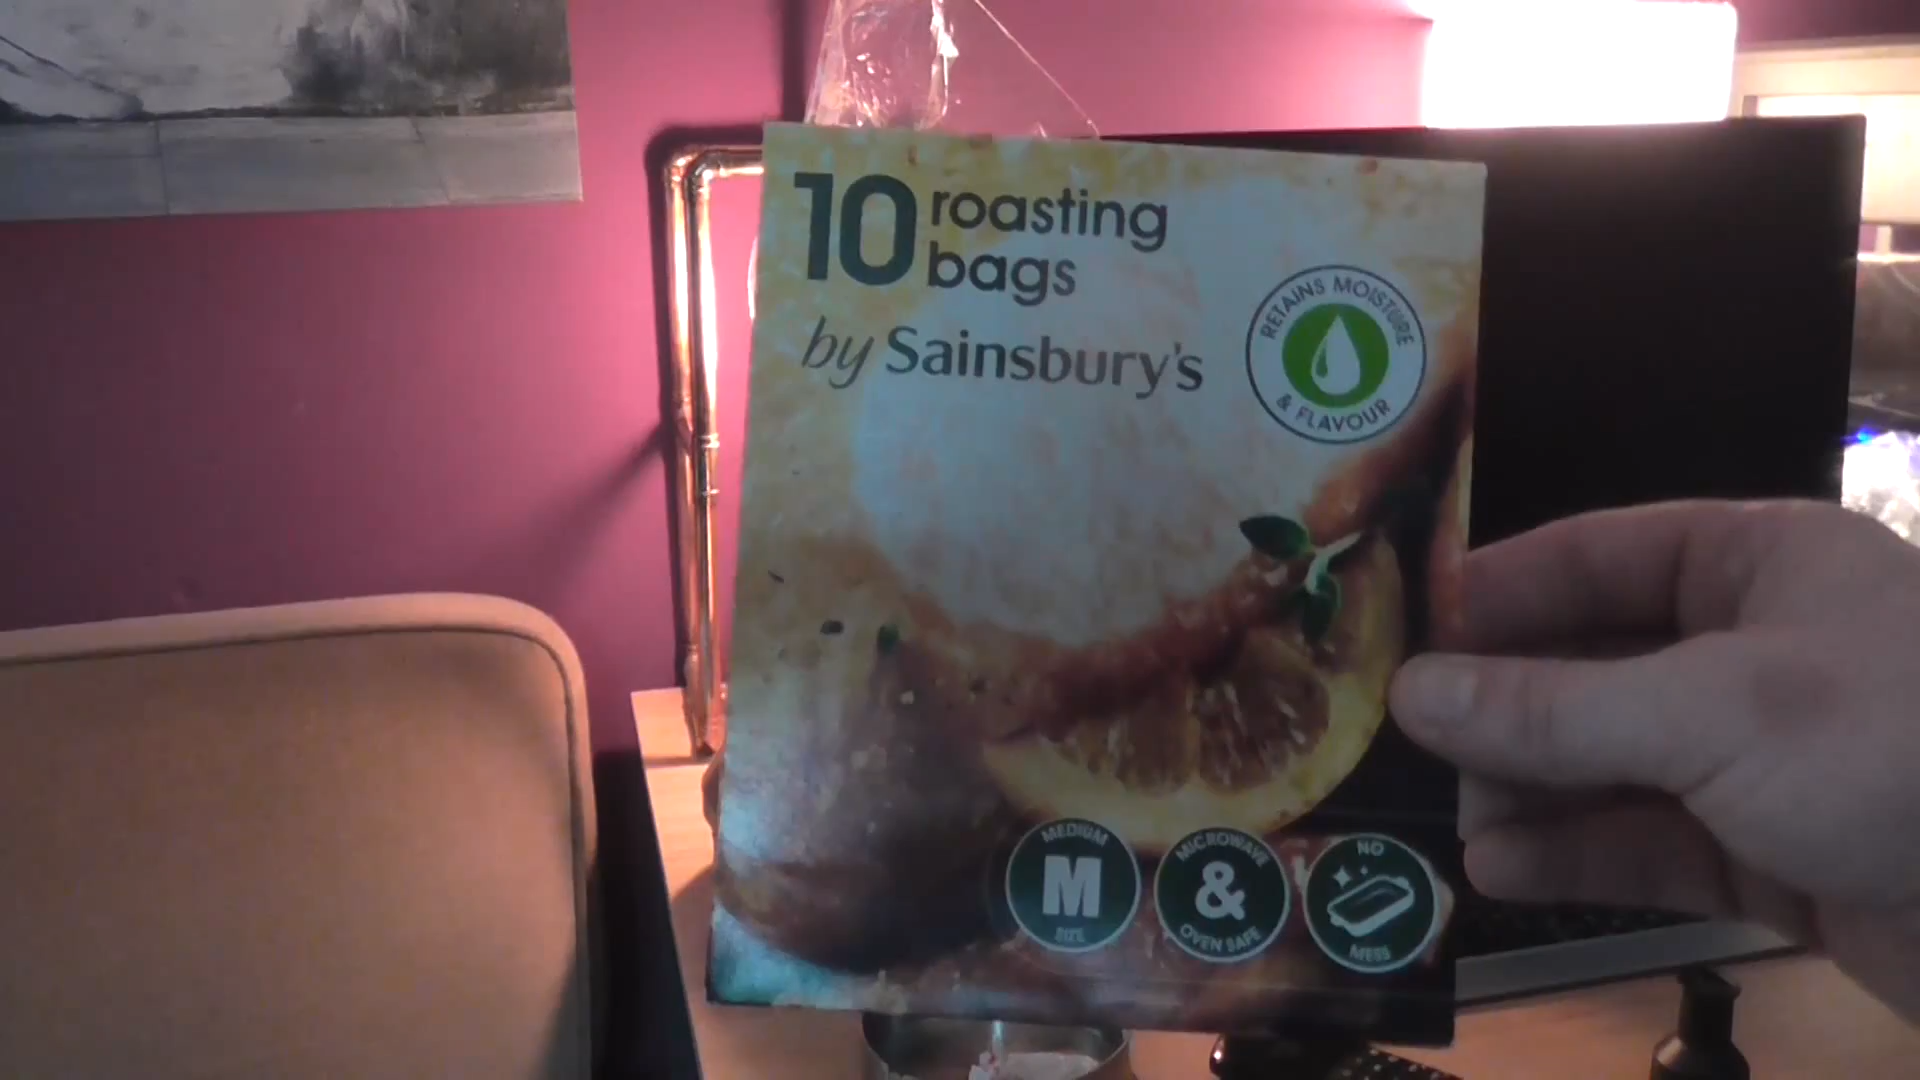 10 roasting
bags
by Sainsbury's
RETAINS MOISTURE
& FLAVOUR
MEDIUM
M
SIZE
MICROWAVE
&
OVEN SAFE
NO
MESS